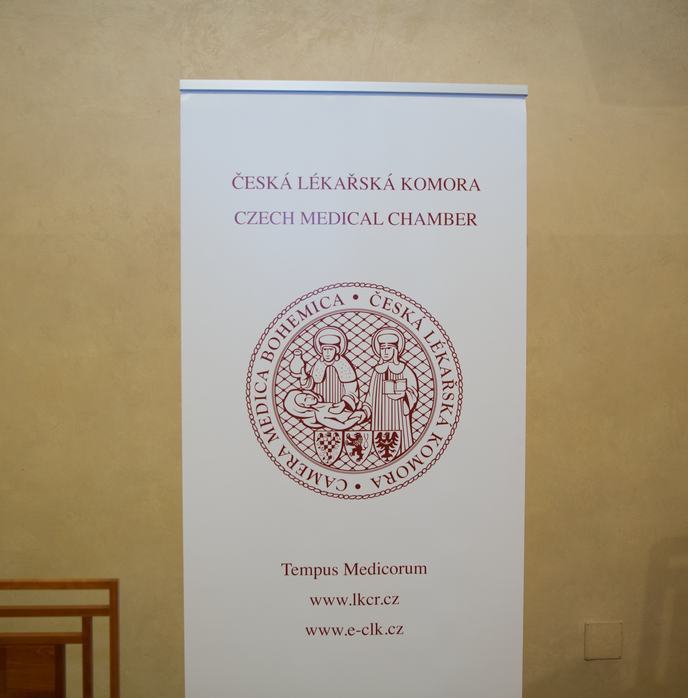 ČESKÁ LÉKAŘSKÁ KOMORA
CZECH MEDICAL CHAMBER
CAMERA MEDICA BOHEMICA • ČESKÁ LÉKAŘSKÁ KOMORA •
Tempus Medicorum
www.lkcr.cz
www.e-clk.cz